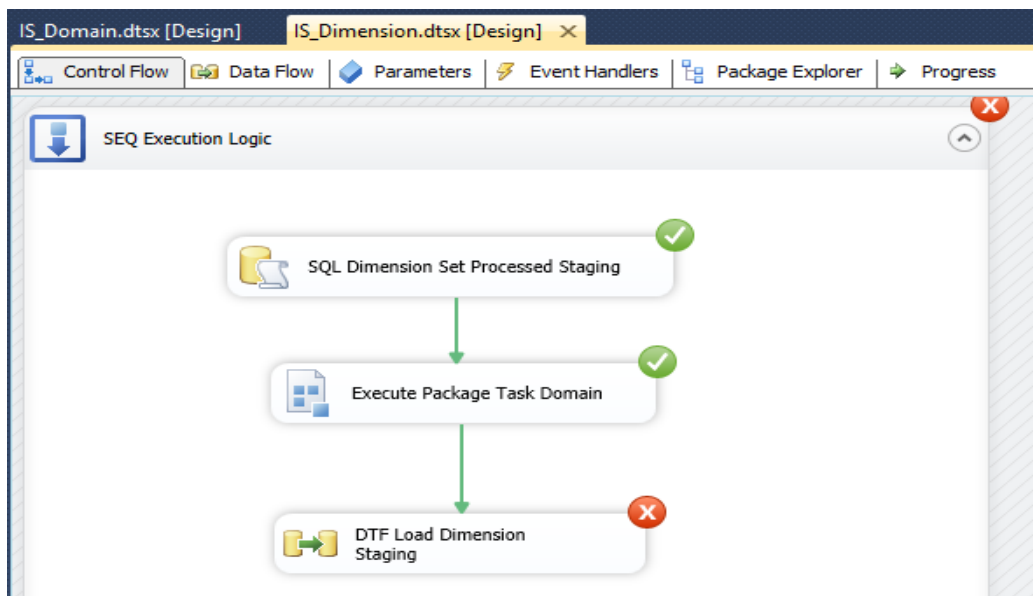 IS_Domain.dtsx [Design] IS_Dimension.dtsx [Design]
Control Flow Data Flow Parameters Event Handlers Package Explorer Progress
SEQ Execution Logic
SQL Dimension Set Processed Staging
Execute Package Task Domain
DTF Load Dimension
Staging